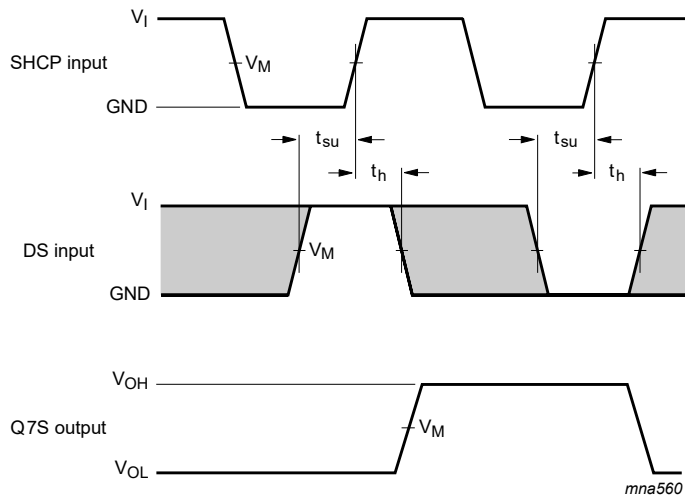 V_I
SHCP input
V_M
GND
t_su
t_su
t_h
t_h
V_I
DS input
V_M
GND
V_OH
Q7S output
V_M
V_OL
mna560